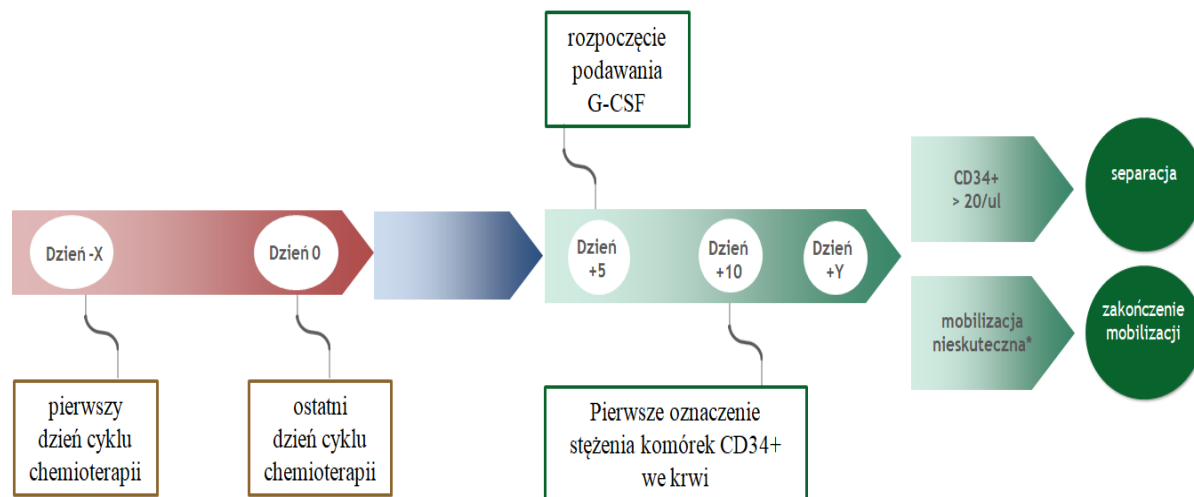 rozpoczęcie
podawania
G-CSF
CD34+
> 20/ul
separacja
Dzień -X
Dzień 0
Dzień
+5
Dzień
+10
Dzień
+Y
mobilizacja
nieskuteczna*
zakończenie
mobilizacji
pierwszy
dzień cyklu
chemioterapii
ostatni
dzień cyklu
chemioterapii
Pierwsze oznaczenie
stężenia komórek CD34+
we krwi